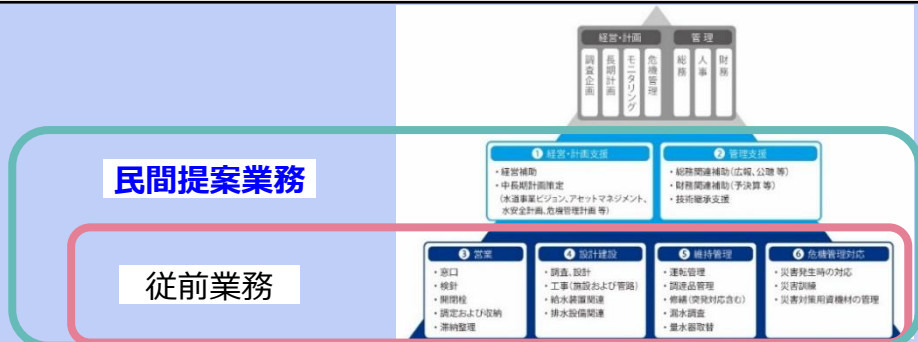 経営・計画
管理
調査企画
長期計画
モニタリング
危機管理
総務
人事
財務
民間提案業務
❶ 経営・計画支援
・経営補助
・中長期計画策定
(水道事業ビジョン、アセットマネジメント、
水安全計画、危機管理計画 等)
❷ 管理支援
・総務関連補助(広報、公聴 等)
・財務関連補助(予決算 等)
・技術継承支援
従前業務
❸ 営業
・窓口
・検針
・開閉栓
・調定および収納
・滞納整理
❹ 設計建設
・調査、設計
・工事(施設および管路)
・給水装置関連
・排水設備関連
❺ 維持管理
・運転管理
・調達品管理
・修繕(突発対応含む)
・漏水調査
・量水器取替
❻ 危機管理対応
・災害発生時の対応
・災害訓練
・災害対策用資機材の管理